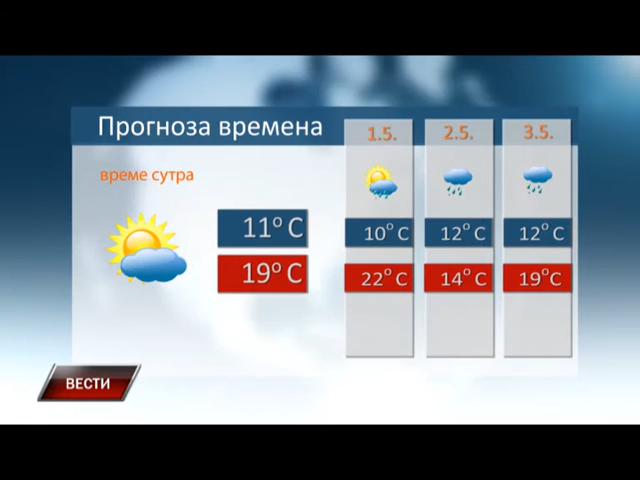 Прогноза времена
време сутра
11° C
19° C
1.5.
2.5.
3.5.
10° C
12° C
12° C
22° C
14° C
19°C
ВЕСТИ